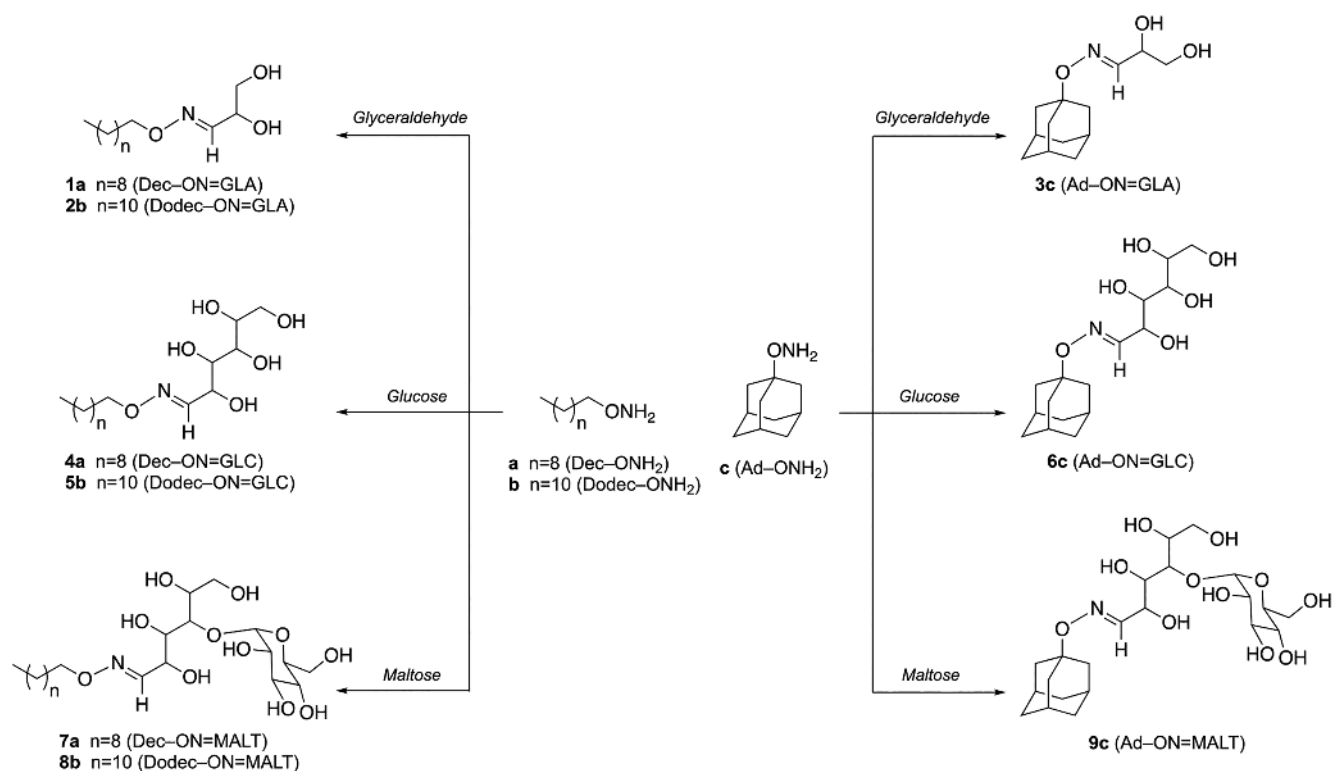 OH
N
O
OH
H
n
1a n=8 (Dec–ON=GLA)
2b n=10 (Dodec–ON=GLA)
Glyceraldehyde
HO
OH
HO
OH
N
O
OH
H
n
4a n=8 (Dec–ON=GLC)
5b n=10 (Dodec–ON=GLC)
Glucose
HO
OH
HO
O
O
HO
OH
N
O
OH
H
HO
OH
n
7a n=8 (Dec–ON=MALT)
8b n=10 (Dodec–ON=MALT)
Maltose
ONH₂
n
a n=8 (Dec–ONH₂)
b n=10 (Dodec–ONH₂)
ONH₂
c (Ad–ONH₂)
Glyceraldehyde
OH
N
OH
O
H
3c (Ad–ON=GLA)
Glucose
HO
OH
HO
OH
N
OH
O
H
6c (Ad–ON=GLC)
Maltose
HO
OH
HO
O
O
HO
OH
N
OH
O
H
HO
OH
9c (Ad–ON=MALT)